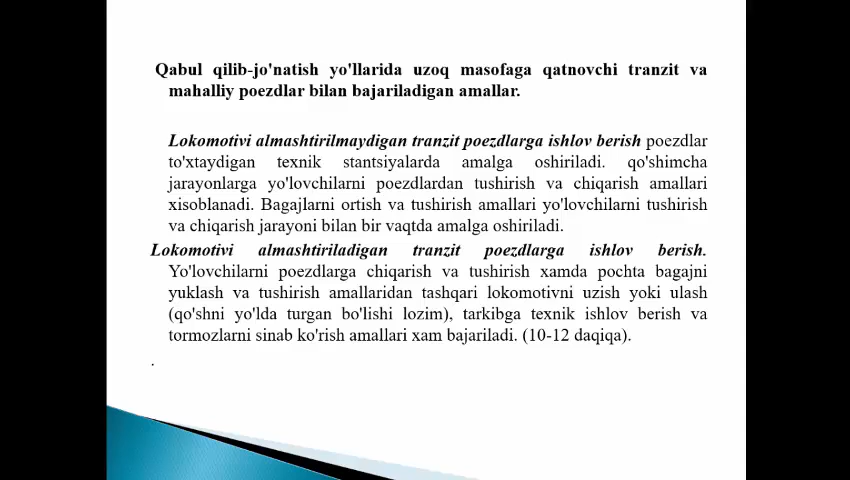 Qabul qilib-jo'natish yo'llarida uzoq masofaga qatnovchi tranzit va
mahalliy poezdlar bilan bajariladigan amallar.
Lokomotivi almashtirilmaydigan tranzit poezdlarga ishlov berish poezdlar
to'xtaydigan texnik stantsiyalarda amalga oshiriladi. qo'shimcha
jarayonlarga yo'lovchilarni poezdlardan tushirish va chiqarish amallari
xisoblanadi. Bagajlarni ortish va tushirish amallari yo'lovchilarni tushirish
va chiqarish jarayoni bilan bir vaqtda amalga oshiriladi.
Lokomotivi almashtiriladigan tranzit poezdlarga ishlov berish.
Yo'lovchilarni poezdlarga chiqarish va tushirish xamda pochta bagajni
yuklash va tushirish amallaridan tashqari lokomotivni uzish yoki ulash
(qo'shni yo'lda turgan bo'lishi lozim), tarkibga texnik ishlov berish va
tormozlarni sinab ko'rish amallari xam bajariladi. (10-12 daqiqa).
.